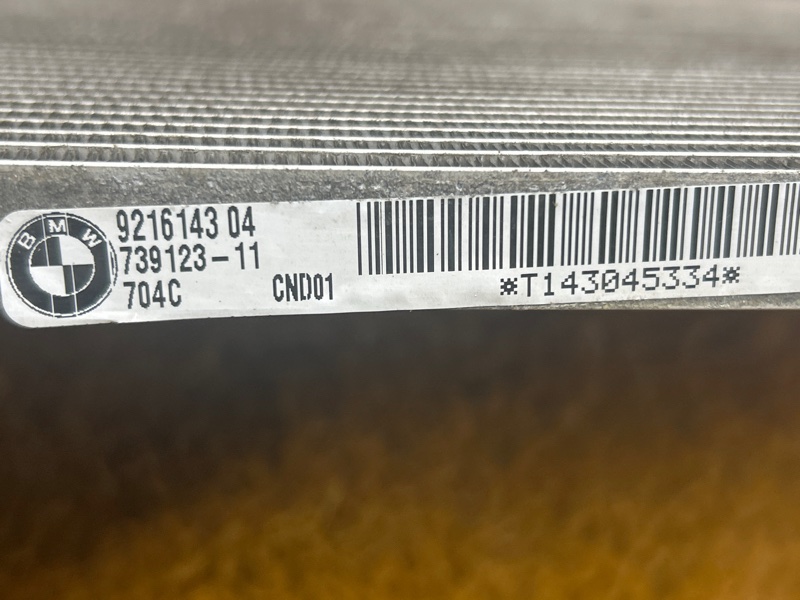 BMW
9216143 04
739123-11
704C CND01
*T143045334*